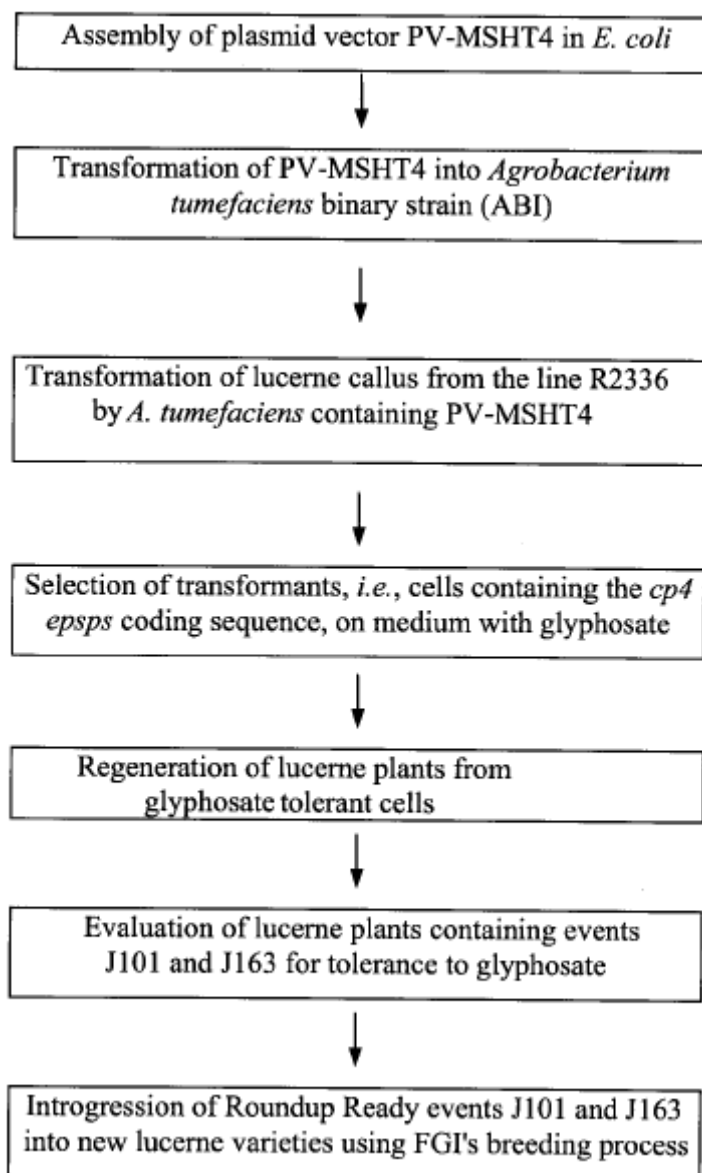 Assembly of plasmid vector PV-MSHT4 in E. coli
Transformation of PV-MSHT4 into Agrobacterium
tumefaciens binary strain (ABI)
Transformation of lucerne callus from the line R2336
by A. tumefaciens containing PV-MSHT4
Selection of transformants, i.e., cells containing the cp4
epsps coding sequence, on medium with glyphosate
Regeneration of lucerne plants from
glyphosate tolerant cells
Evaluation of lucerne plants containing events
J101 and J163 for tolerance to glyphosate
Introgression of Roundup Ready events J101 and J163
into new lucerne varieties using FGI's breeding process